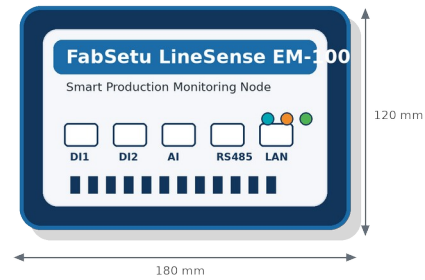 FabSetu LineSense EM-100
Smart Production Monitoring Node
DI1 DI2 AI RS485 LAN
120 mm
180 mm